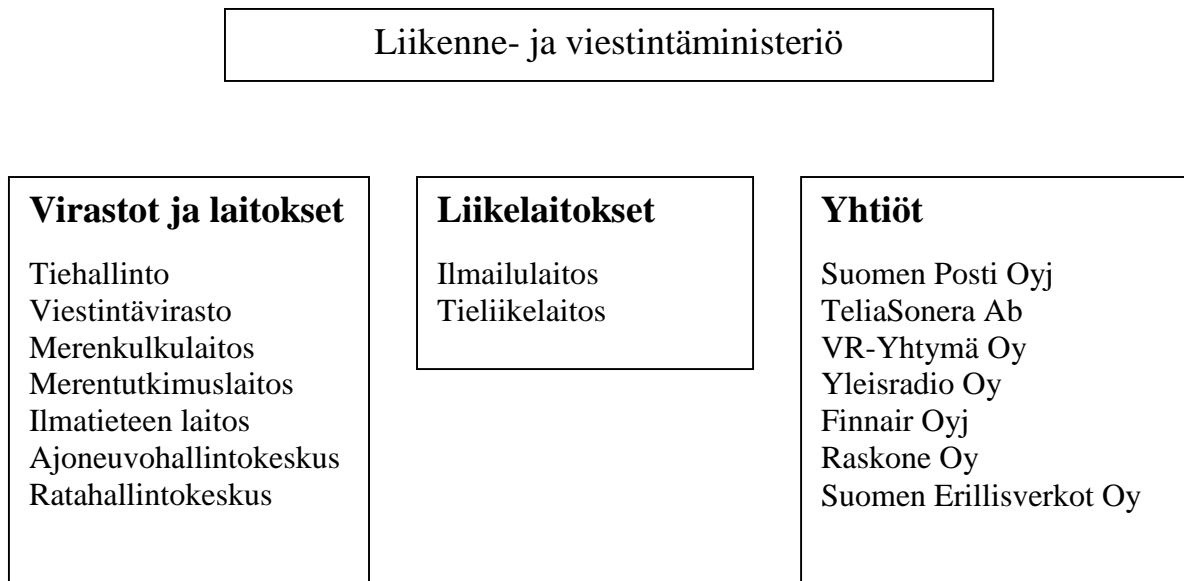 Liikenne- ja viestintäministeriö
Virastot ja laitokset
Tiehallinto
Viestintävirasto
Merenkulkulaitos
Merentutkimuslaitos
Ilmatieteen laitos
Ajoneuvohallintokeskus
Ratahallintokeskus
Liikelaitokset
Ilmailulaitos
Tieliikelaitos
Yhtiöt
Suomen Posti Oyj
TeliaSonera Ab
VR-Yhtymä Oy
Yleisradio Oy
Finnair Oyj
Raskone Oy
Suomen Erillisverkot Oy